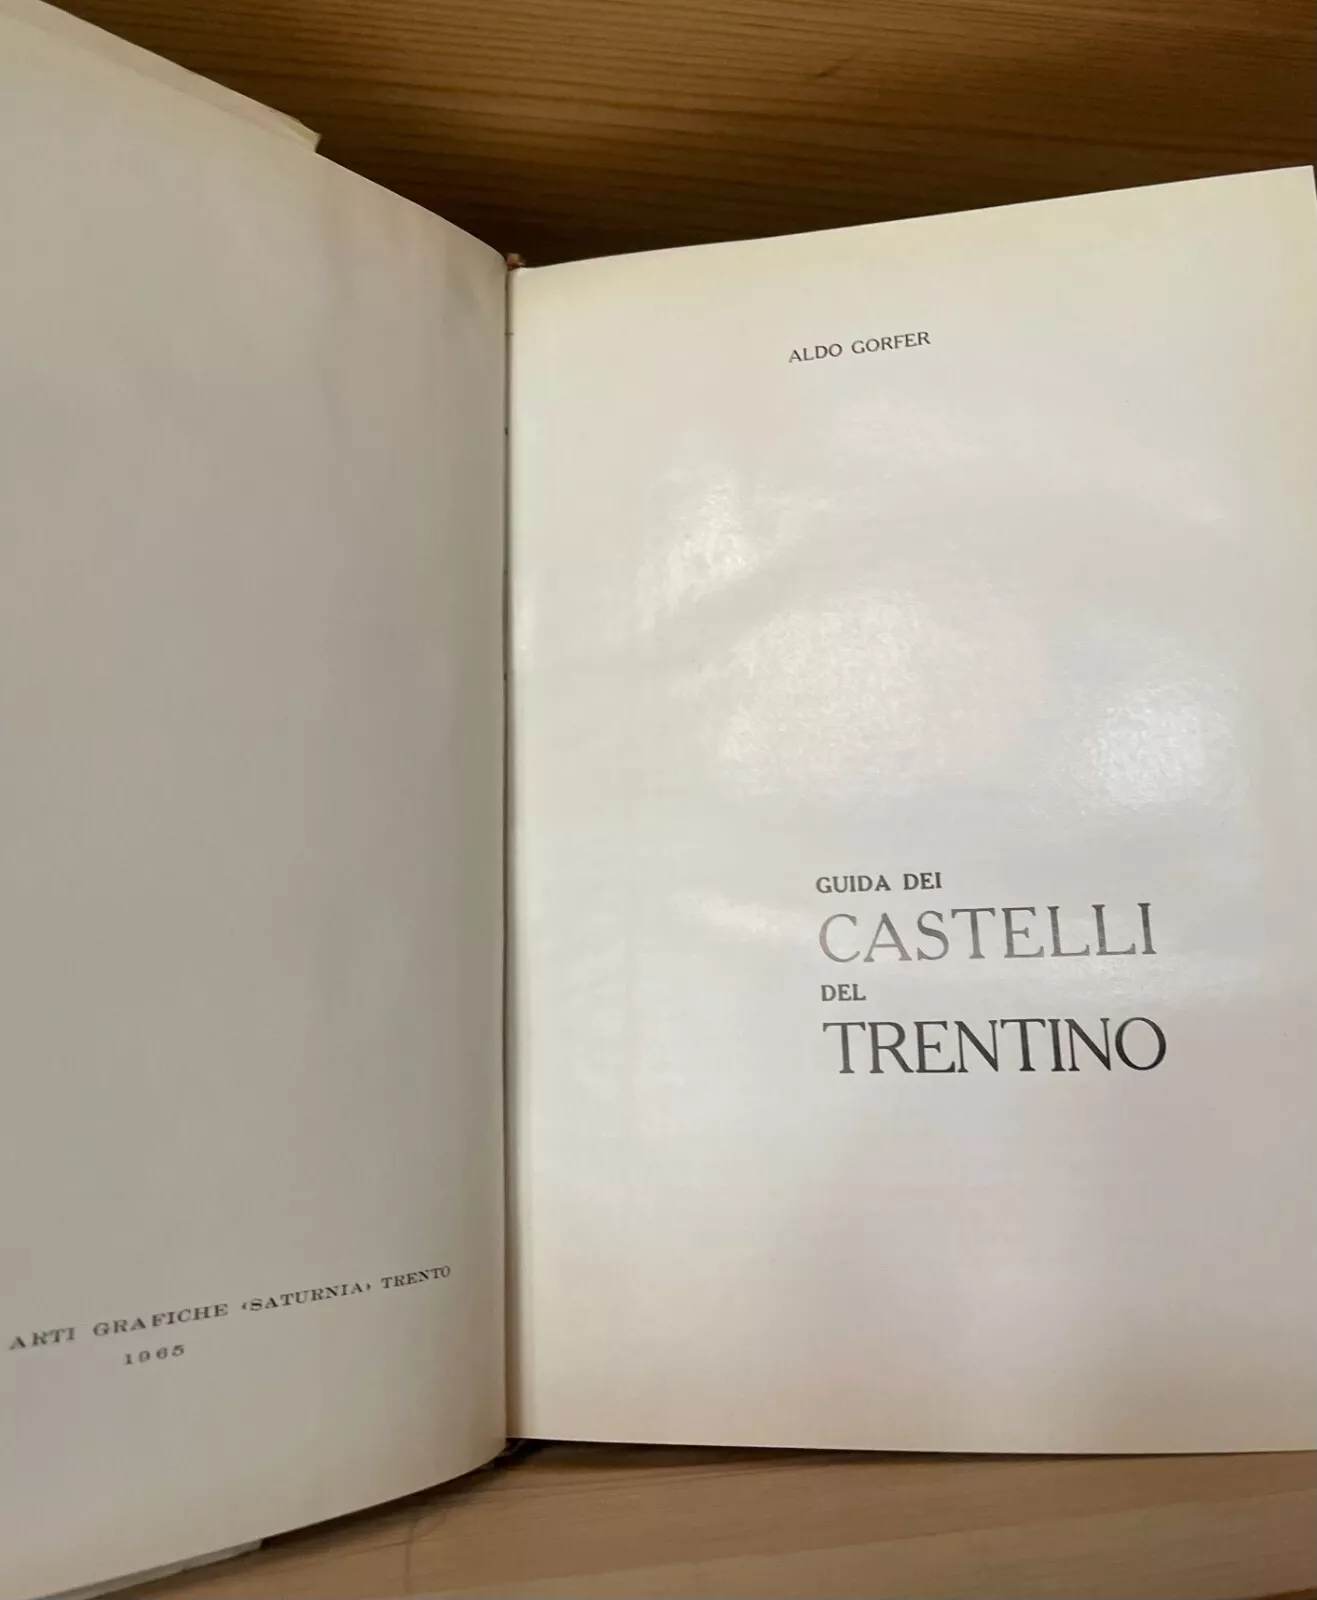 ARTI GRAFICHE «SATURNIA» TRENTO
1965
ALDO GORFER
GUIDA DEI
CASTELLI
DEL
TRENTINO